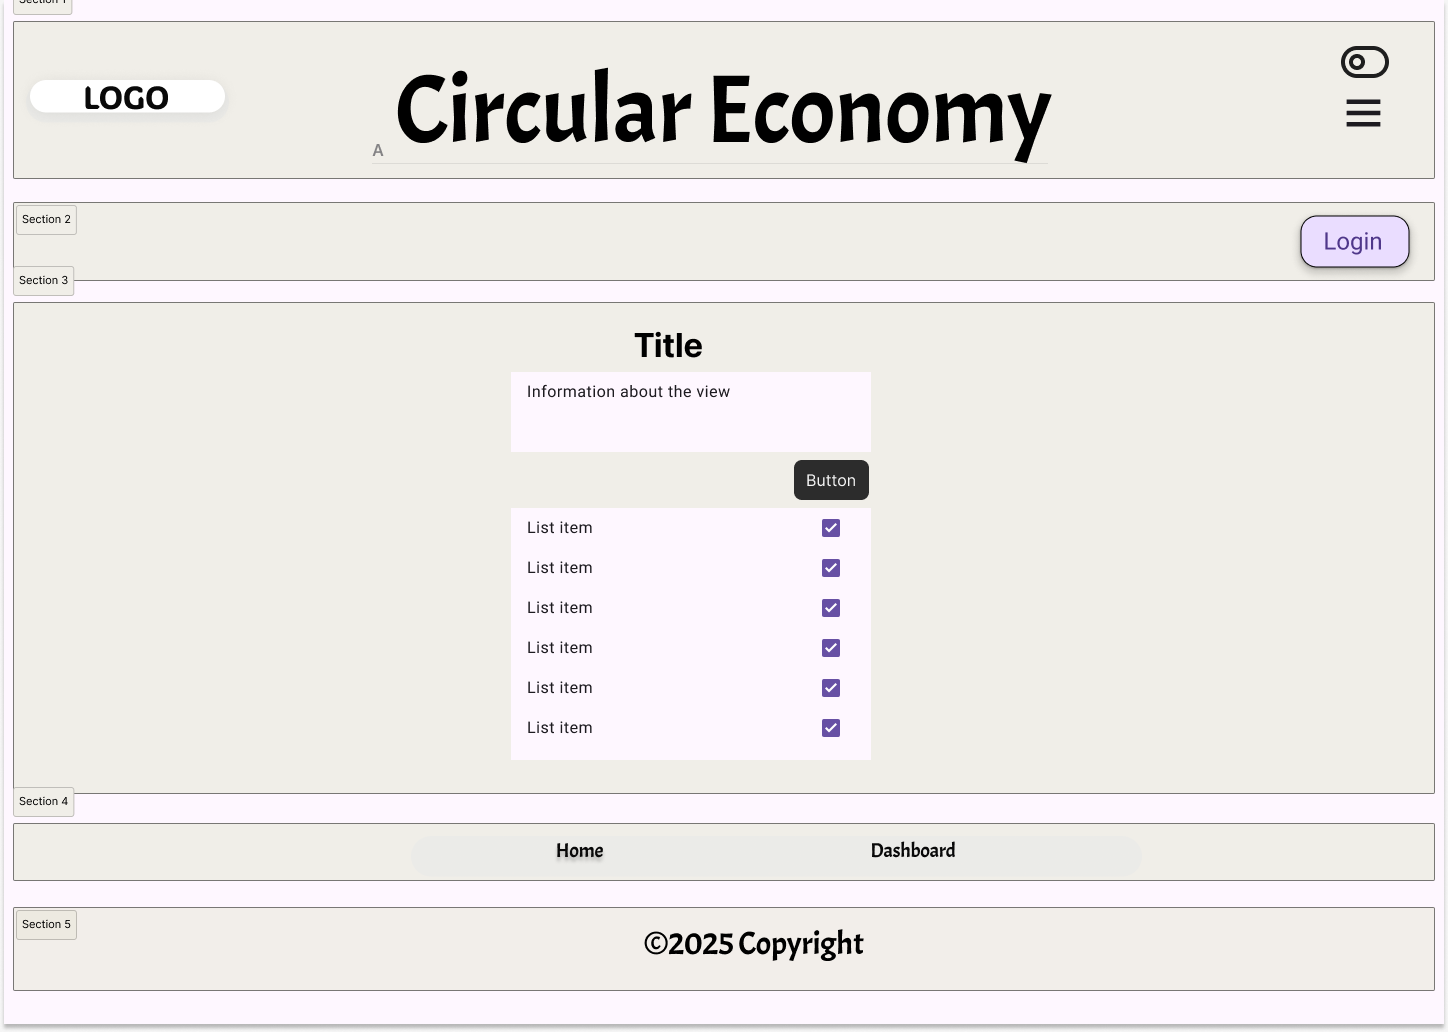 Section 1
LOGO
Circular Economy
A
Section 2
Login
Section 3
Title
Information about the view
Button
List item
List item
List item
List item
List item
List item
Section 4
Home
Dashboard
Section 5
©2025 Copyright